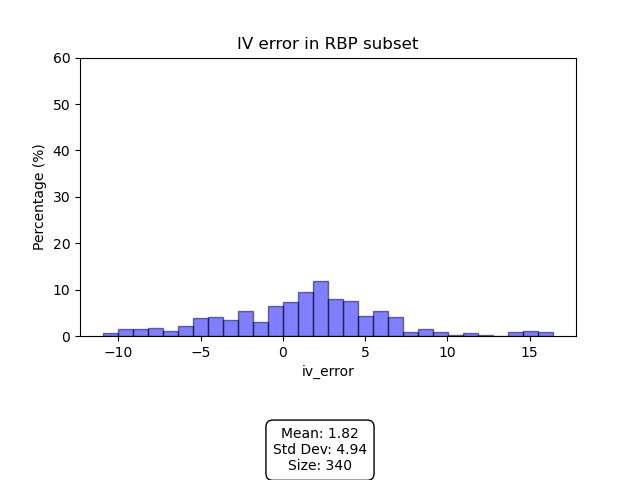 IV error in RBP subset
60
50
40
30
20
10
0
Percentage (%)
−10
−5
0
5
10
15
iv_error
Mean: 1.82
Std Dev: 4.94
Size: 340